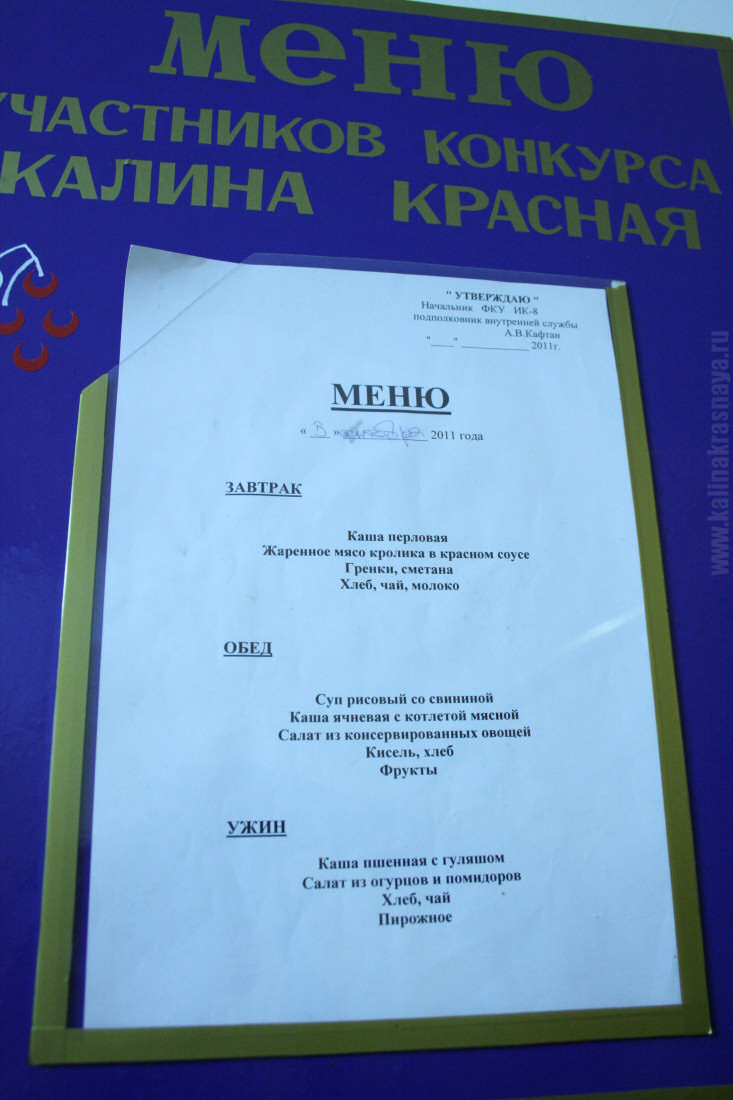 меню
УЧАСТНИКОВ КОНКУРСА
КАЛИНА КРАСНАЯ
" УТВЕРЖДАЮ "
Начальник ФКУ ИК-8
подполковник внутренней службы
А.В.Кафтан
"____" ____________ 2011г.
МЕНЮ
« » 2011 года
ЗАВТРАК
Каша перловая
Жаренное мясо кролика в красном соусе
Гренки, сметана
Хлеб, чай, молоко
ОБЕД
Суп рисовый со свининой
Каша ячневая с котлетой мясной
Салат из консервированных овощей
Кисель, хлеб
Фрукты
УЖИН
Каша пшенная с гуляшом
Салат из огурцов и помидоров
Хлеб, чай
Пирожное
www.kalinakrasnaya.ru